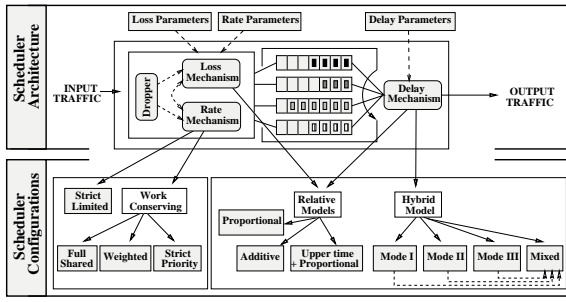 Scheduler
Architecture
Loss Parameters
Rate Parameters
Delay Parameters
INPUT
TRAFFIC
Dropper
Loss
Mechanism
Rate
Mechanism
Delay
Mechanism
OUTPUT
TRAFFIC
Scheduler
Configurations
Strict
Limited
Work
Conserving
Full
Shared
Weighted
Strict
Priority
Relative
Models
Proportional
Additive
Upper time
+ Proportional
Hybrid
Model
Mode I
Mode II
Mode III
Mixed